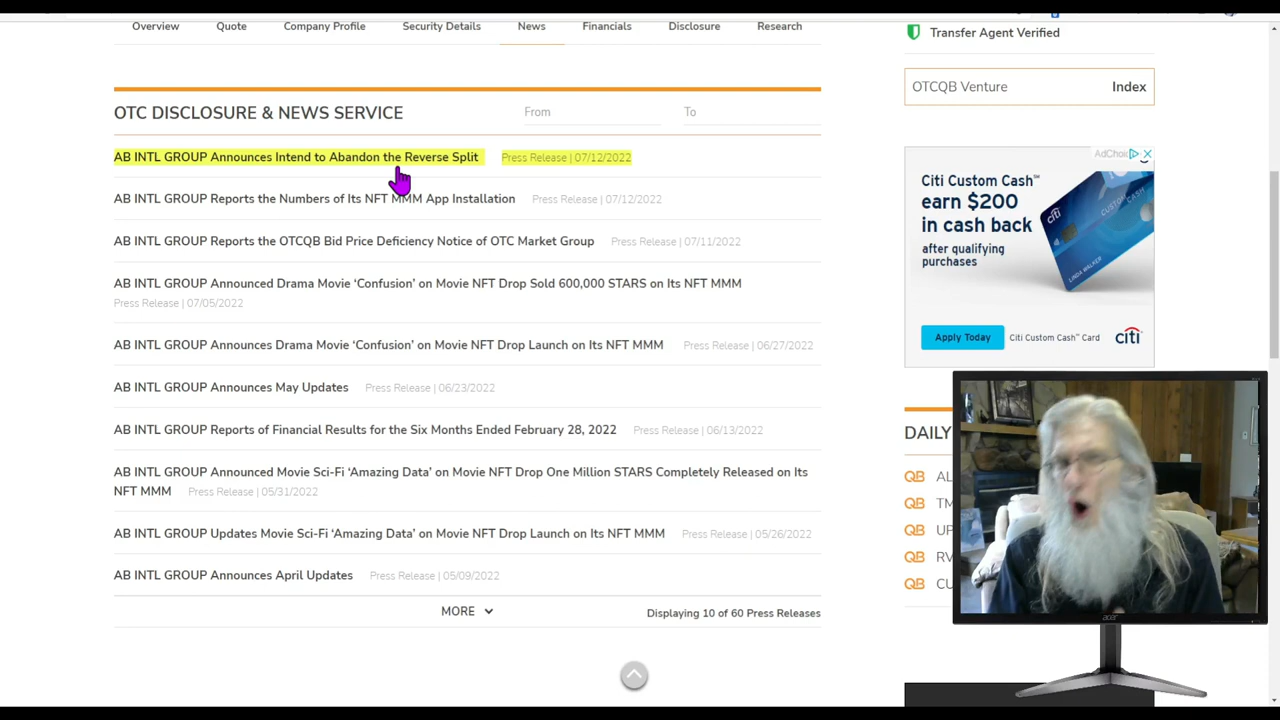 Overview Quote Company Profile Security Details News Financials Disclosure Research
Transfer Agent Verified
OTCQB Venture Index
OTC DISCLOSURE & NEWS SERVICE From To
AB INTL GROUP Announces Intend to Abandon the Reverse Split Press Release | 07/12/2022
AB INTL GROUP Reports the Numbers of Its NFT MMM App Installation Press Release | 07/12/2022
AB INTL GROUP Reports the OTCQB Bid Price Deficiency Notice of OTC Market Group Press Release | 07/11/2022
AB INTL GROUP Announced Drama Movie ‘Confusion’ on Movie NFT Drop Sold 600,000 STARS on Its NFT MMM
Press Release | 07/05/2022
AB INTL GROUP Announces Drama Movie ‘Confusion’ on Movie NFT Drop Launch on Its NFT MMM Press Release | 06/27/2022
AB INTL GROUP Announces May Updates Press Release | 06/23/2022
AB INTL GROUP Reports of Financial Results for the Six Months Ended February 28, 2022 Press Release | 06/13/2022
AB INTL GROUP Announced Movie Sci-Fi ‘Amazing Data’ on Movie NFT Drop One Million STARS Completely Released on Its
NFT MMM Press Release | 05/31/2022
AB INTL GROUP Updates Movie Sci-Fi ‘Amazing Data’ on Movie NFT Drop Launch on Its NFT MMM Press Release | 05/26/2022
AB INTL GROUP Announces April Updates Press Release | 05/09/2022
MORE Displaying 10 of 60 Press Releases
AdChoic
Citi Custom Cash℠
earn $200
in cash back
after qualifying
purchases
citi
LINDA WALKER
Apply Today Citi Custom Cash℠ Card citi
DAILY
QB AL
QB TM
QB UP
QB RV
QB CU
acer